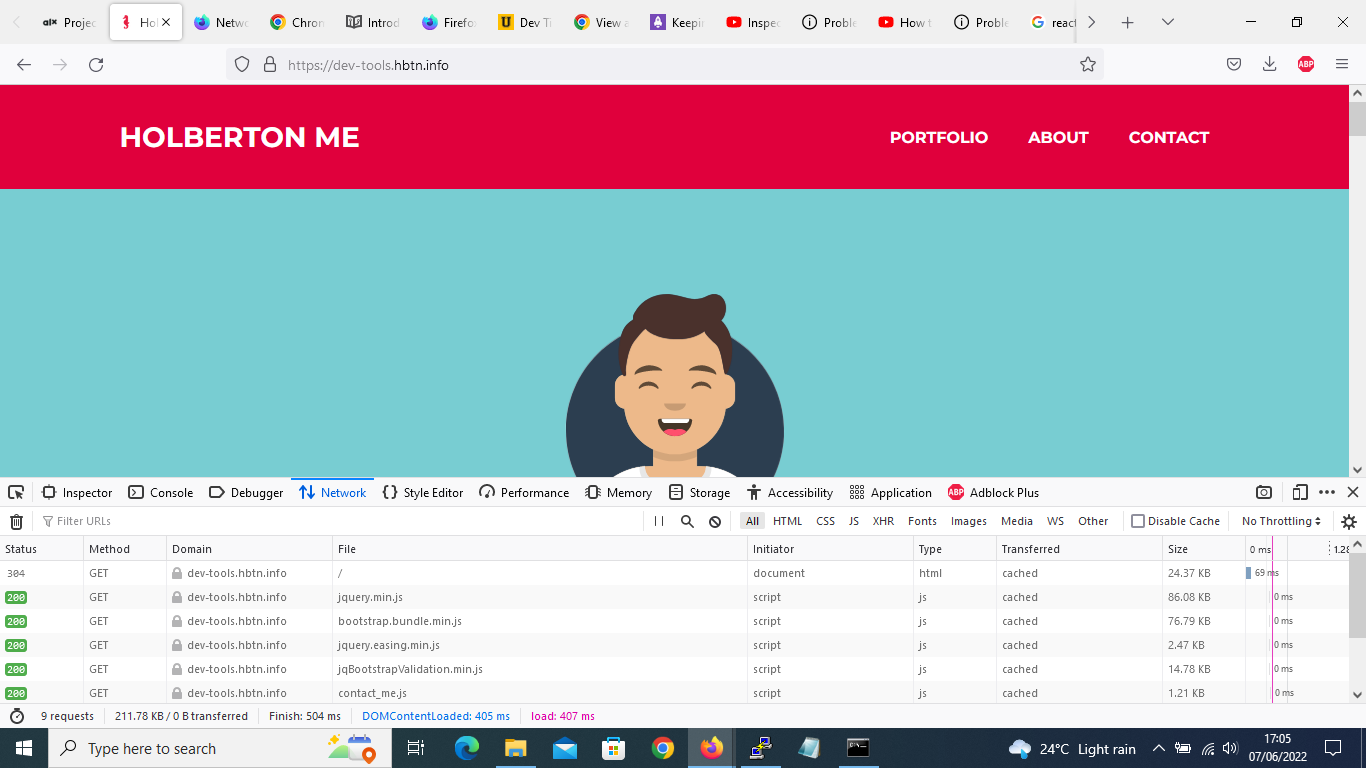 alx Projec
Hol
Netwo
Chrom
Introd
Firefox
Dev Ti
View a
Keepin
Inspec
Proble
How t
Proble
react
https://dev-tools.hbtn.info
ABP
HOLBERTON ME
PORTFOLIO ABOUT CONTACT
Inspector Console Debugger Network Style Editor Performance Memory Storage Accessibility Application ABP Adblock Plus
Filter URLs All HTML CSS JS XHR Fonts Images Media WS Other Disable Cache No Throttling
Status Method Domain File Initiator Type Transferred Size 0 ms 1.28
304 GET dev-tools.hbtn.info / document html cached 24.37 KB 69 ms
200 GET dev-tools.hbtn.info jquery.min.js script js cached 86.08 KB 0 ms
200 GET dev-tools.hbtn.info bootstrap.bundle.min.js script js cached 76.79 KB 0 ms
200 GET dev-tools.hbtn.info jquery.easing.min.js script js cached 2.47 KB 0 ms
200 GET dev-tools.hbtn.info jqBootstrapValidation.min.js script js cached 14.78 KB 0 ms
200 GET dev-tools.hbtn.info contact_me.js script js cached 1.21 KB 0 ms
9 requests 211.78 KB / 0 B transferred Finish: 504 ms DOMContentLoaded: 405 ms load: 407 ms
Type here to search 24°C Light rain 17:05
07/06/2022